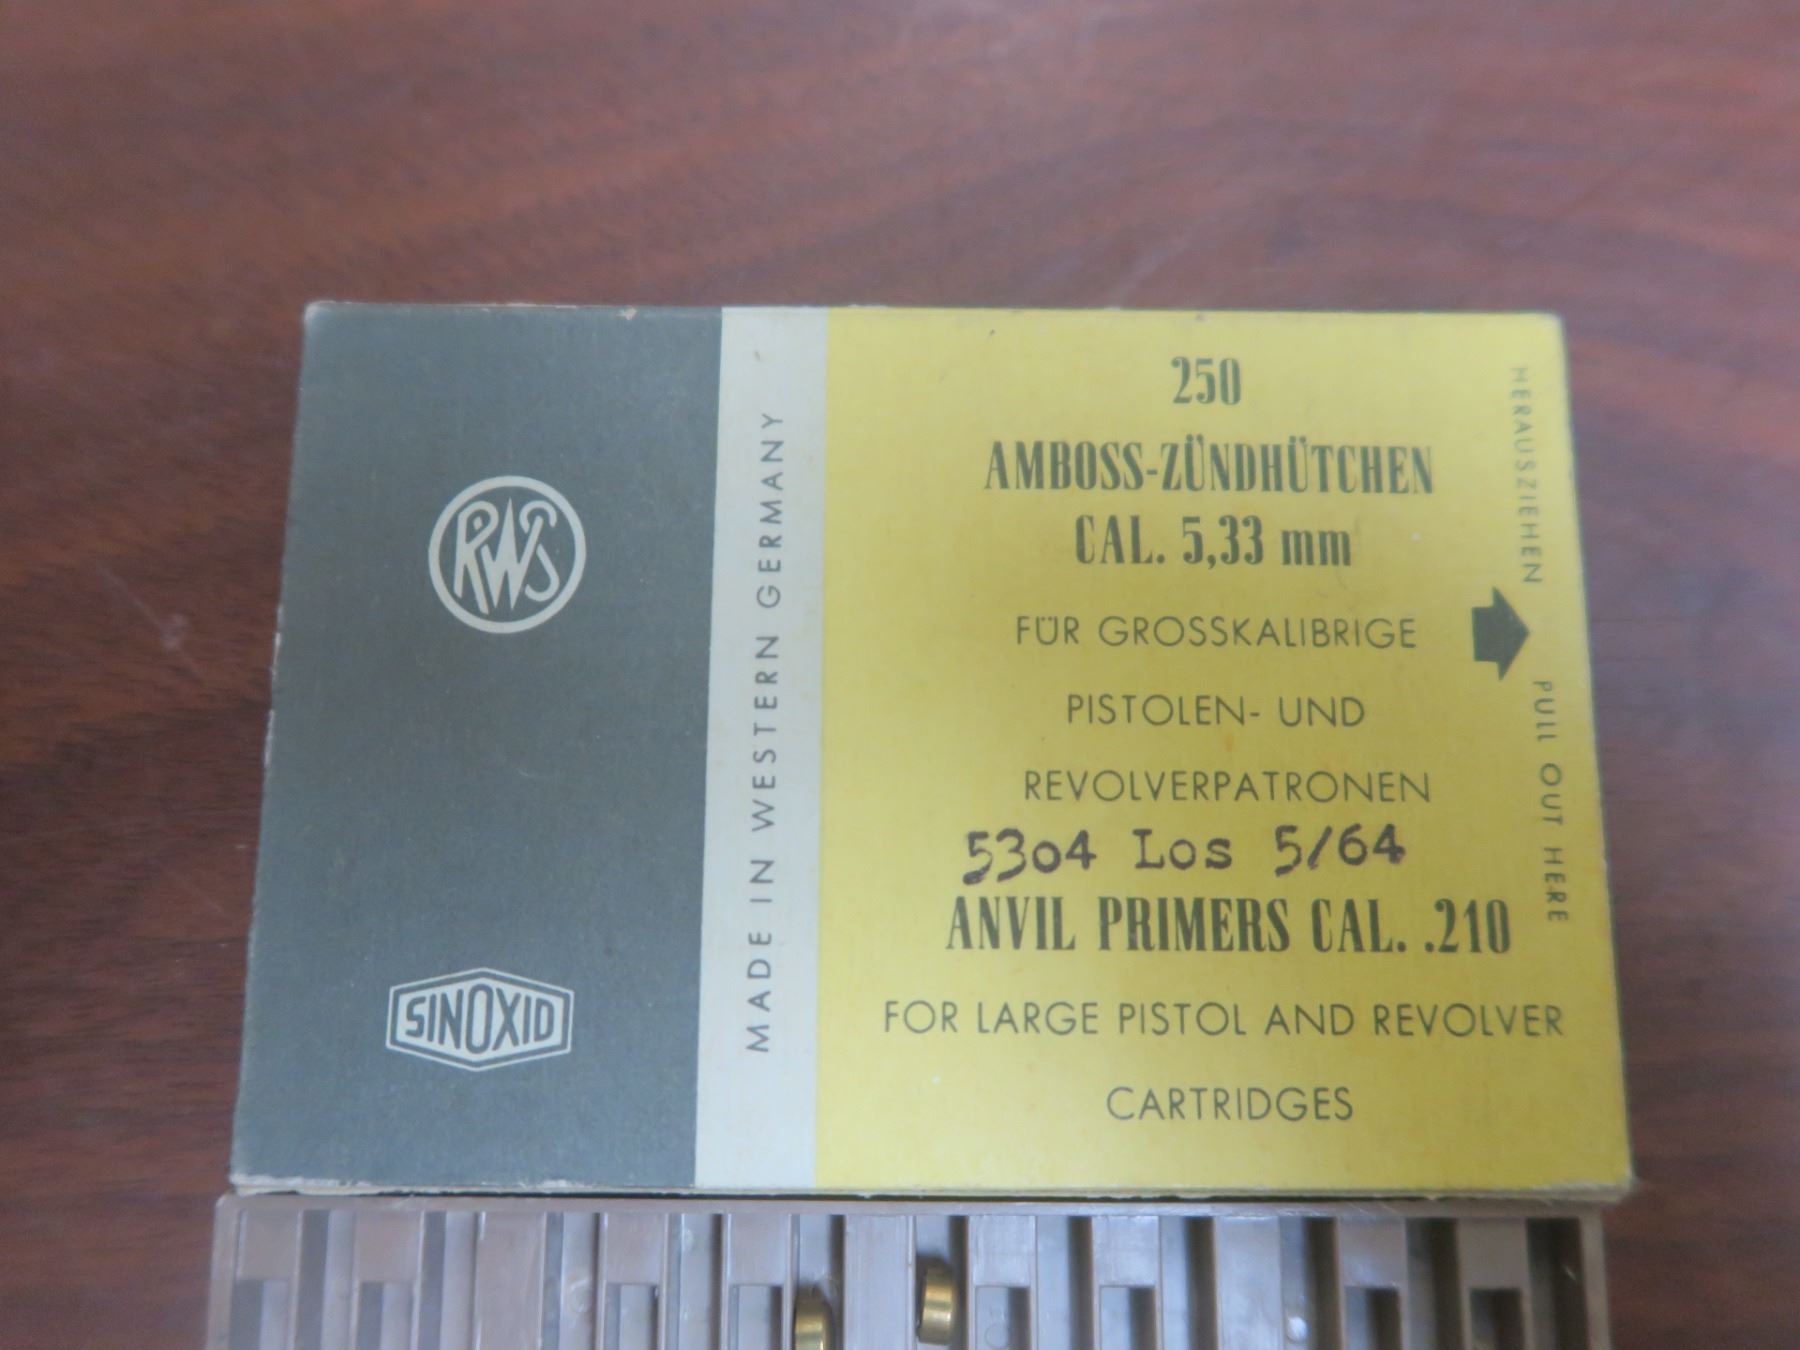 RWS
SINOXID
MADE IN WESTERN GERMANY
250
AMBOSS-ZÜNDHÜTCHEN
CAL. 5,33 mm
FÜR GROSSKALIBRIGE
PISTOLEN- UND
REVOLVERPATRONEN
5304 Los 5/64
ANVIL PRIMERS CAL. .210
FOR LARGE PISTOL AND REVOLVER
CARTRIDGES
HERAUSZIEHEN
PULL OUT HERE